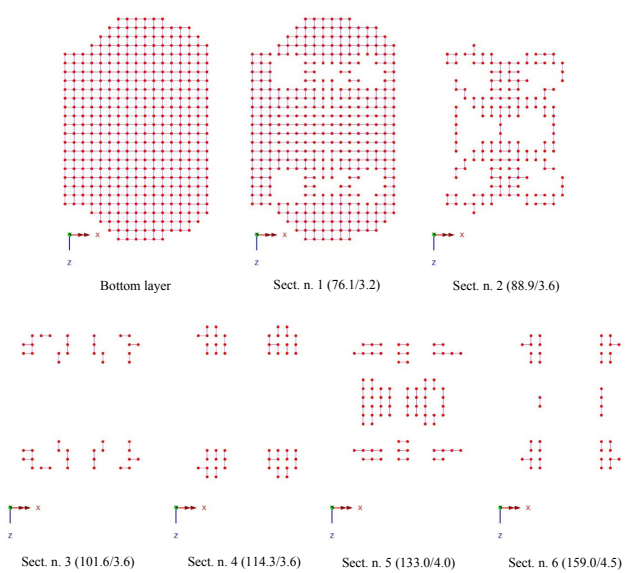 x
z
x
z
x
z
Bottom layer
Sect. n. 1 (76.1/3.2)
Sect. n. 2 (88.9/3.6)
x
z
x
z
x
z
x
z
Sect. n. 3 (101.6/3.6)
Sect. n. 4 (114.3/3.6)
Sect. n. 5 (133.0/4.0)
Sect. n. 6 (159.0/4.5)